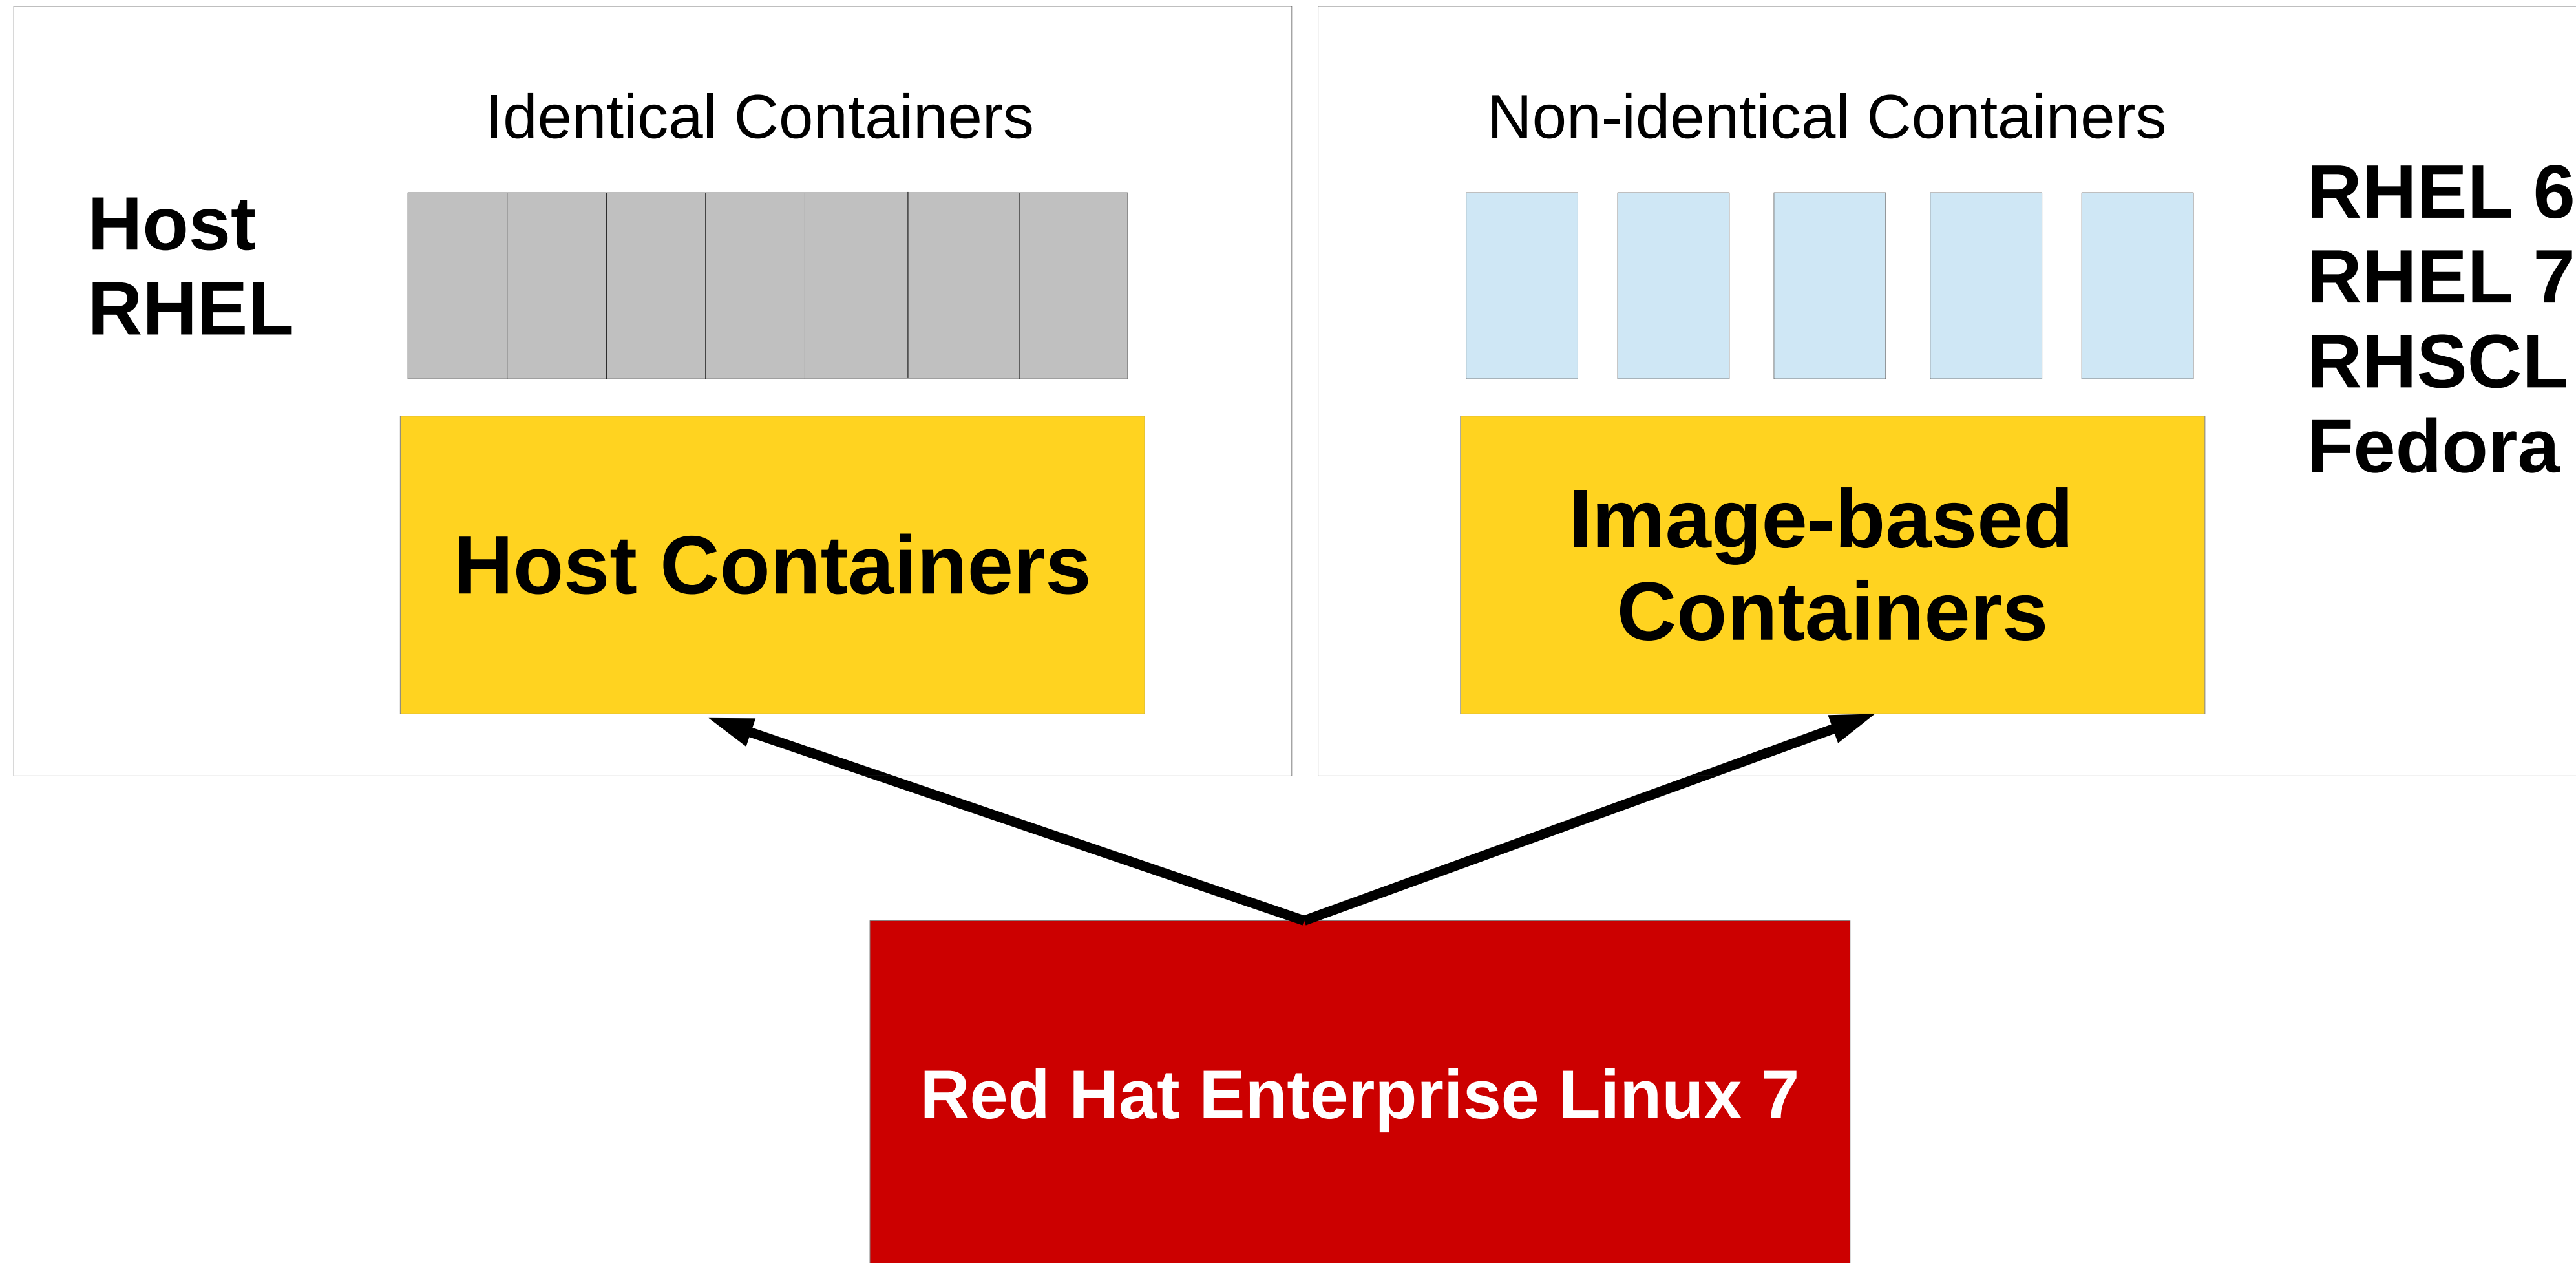 Identical Containers
Host
RHEL
Host Containers
Non-identical Containers
RHEL 6
RHEL 7
RHSCL
Fedora
Image-based
Containers
Red Hat Enterprise Linux 7